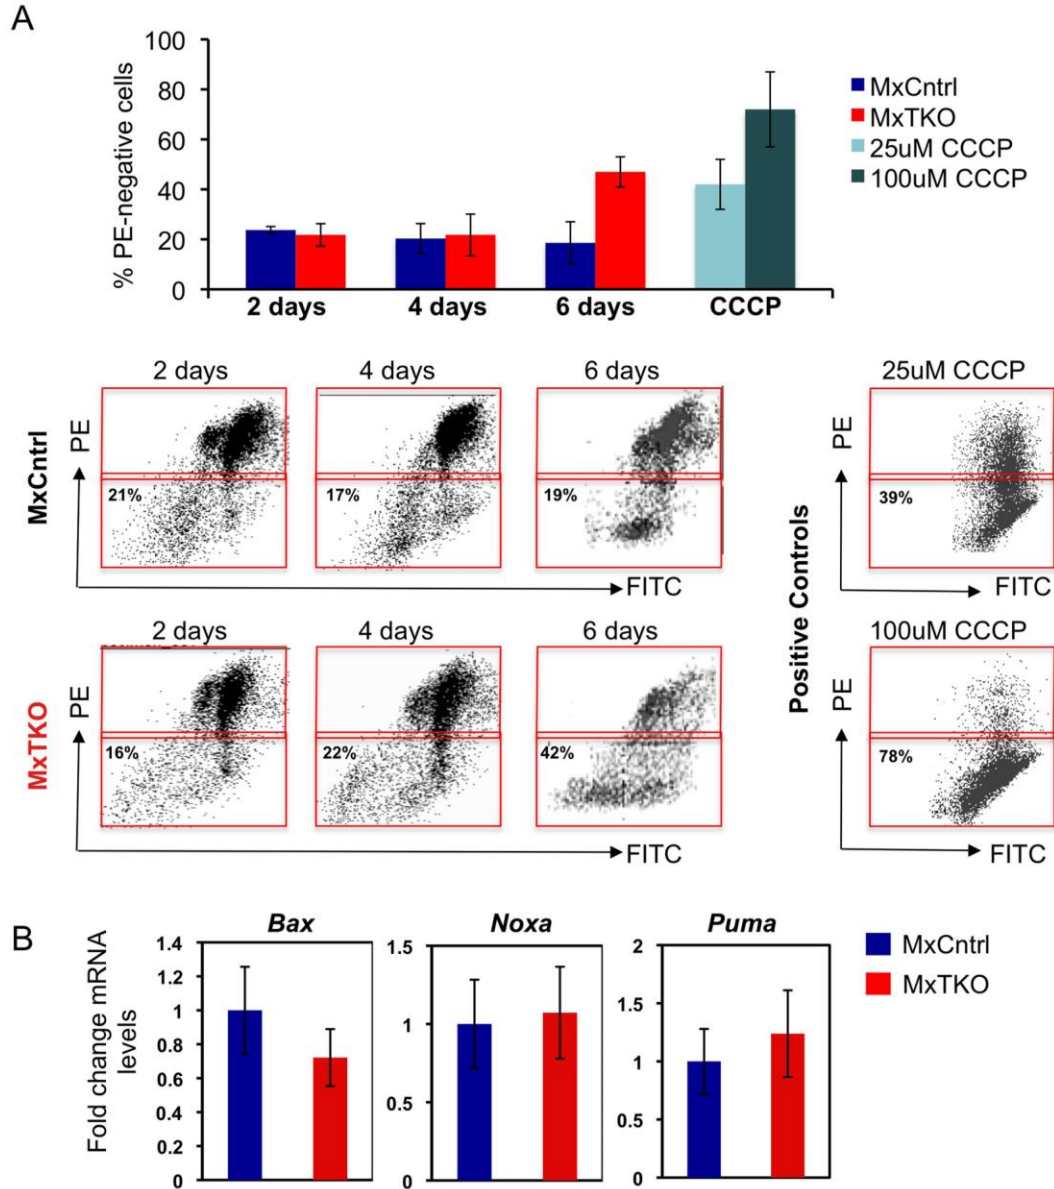 A
% PE-negative cells
100
80
60
40
20
0
2 days
4 days
6 days
CCCP
MxCntrl
MxTKO
25uM CCCP
100uM CCCP
2 days
4 days
6 days
25uM CCCP
MxCntrl
PE
21%
17%
19%
FITC
Positive Controls
PE
39%
FITC
2 days
4 days
6 days
100uM CCCP
MxTKO
PE
16%
22%
42%
FITC
PE
78%
FITC
B
Fold change mRNA
levels
Bax
1.4
1.2
1
0.8
0.6
0.4
0.2
0
Noxa
1.5
1
0.5
0
Puma
2
1.5
1
0.5
0
MxCntrl
MxTKO